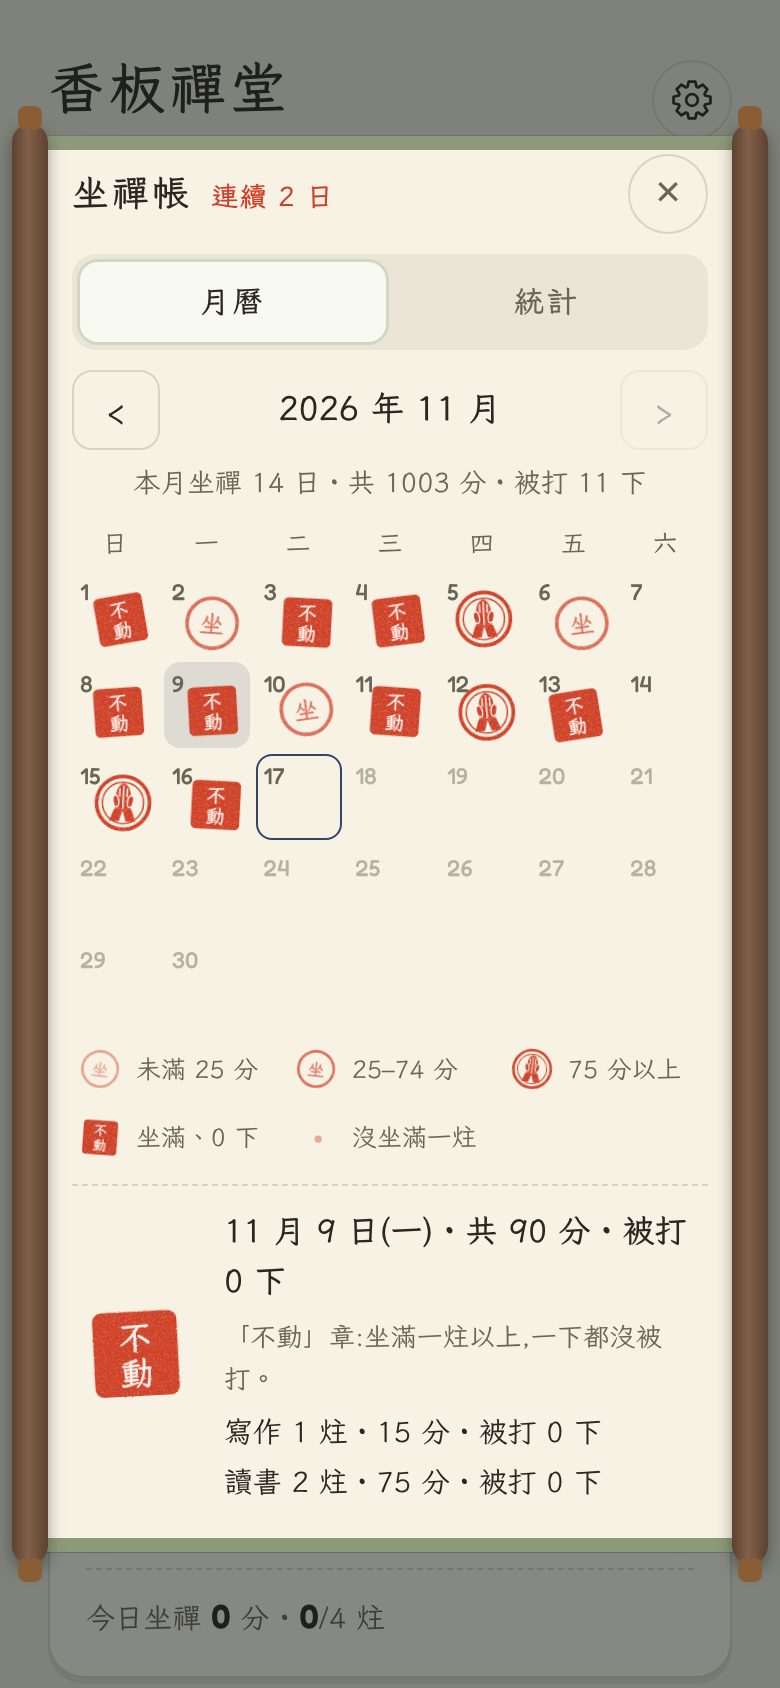 香板禪堂
坐禪帳 連續 2 日
×
月曆 統計
< 2026 年 11 月 >
本月坐禪 14 日・共 1003 分・被打 11 下
日 一 二 三 四 五 六
1 不動 2 坐 3 不動 4 不動 5 6 坐 7
8 不動 9 不動 10 坐 11 不動 12 13 不動 14
15 16 不動 17 18 19 20 21
22 23 24 25 26 27 28
29 30
坐 未滿 25 分 坐 25–74 分 75 分以上
不動 坐滿、0 下 沒坐滿一炷
11 月 9 日(一)・共 90 分・被打
0 下
不動
「不動」章:坐滿一炷以上,一下都沒被
打。
寫作 1 炷・15 分・被打 0 下
讀書 2 炷・75 分・被打 0 下
今日坐禪 0 分・0/4 炷